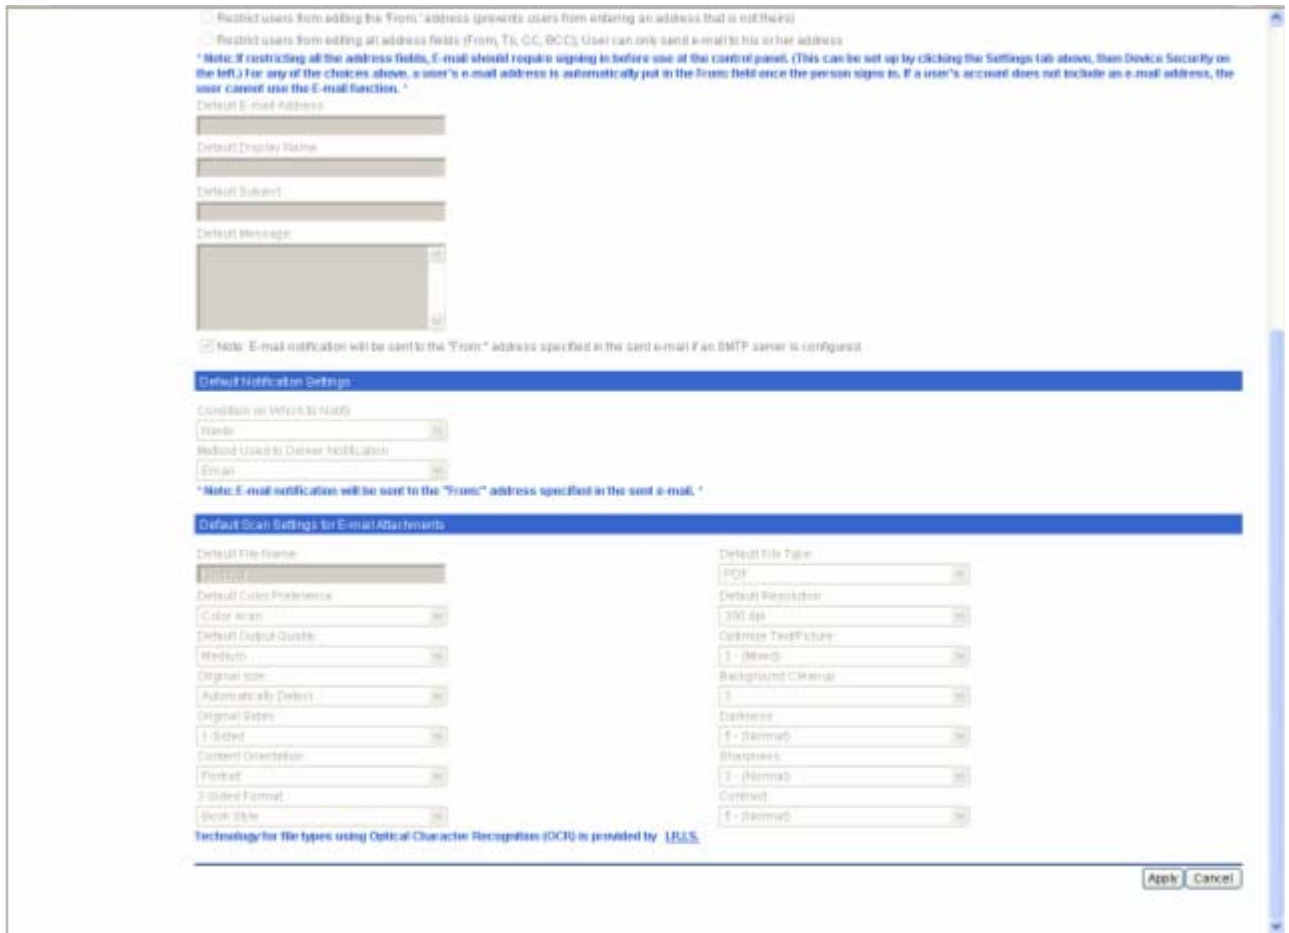 Restrict users from editing the 'From:' address (prevents users from entering an address that is not theirs)
Restrict users from editing all address fields (From, To, CC, BCC); User can only send e-mail to his or her address
* Note: If restricting all the address fields, E-mail should require signing in before use at the control panel. (This can be set up by clicking the Settings tab above, then Device Security on
the left.) For any of the choices above, a user's e-mail address is automatically put in the From: field once the person signs in. If a user's account does not include an e-mail address, the
user cannot use the E-mail function. *
Default E-mail Address
Default Display Name
Default Subject
Default Message
Note: E-mail notification will be sent to the "From:" address specified in the sent e-mail if an SMTP server is configured
Default Notification Settings
Condition on Which to Notify
Method Used to Deliver Notification
Email
* Note: E-mail notification will be sent to the "From:" address specified in the sent e-mail. *
Default Scan Settings for E-mail Attachments
Default File Name
Default File Type
PDF
Default Color Preference
Default Resolution
Color scan
Default Output Quality
Optimize Text/Picture
Medium
(Mixed)
Original size
Background Cleanup
Automatically Detect
Original Sides
Darkness
1-Sided
5 - (Normal)
Content Orientation
Sharpness
Portrait
(Normal)
2-Sided Format
Contrast
Book Style
5 - (Normal)
Technology for file types using Optical Character Recognition (OCR) is provided by I.R.I.S.
Apply Cancel